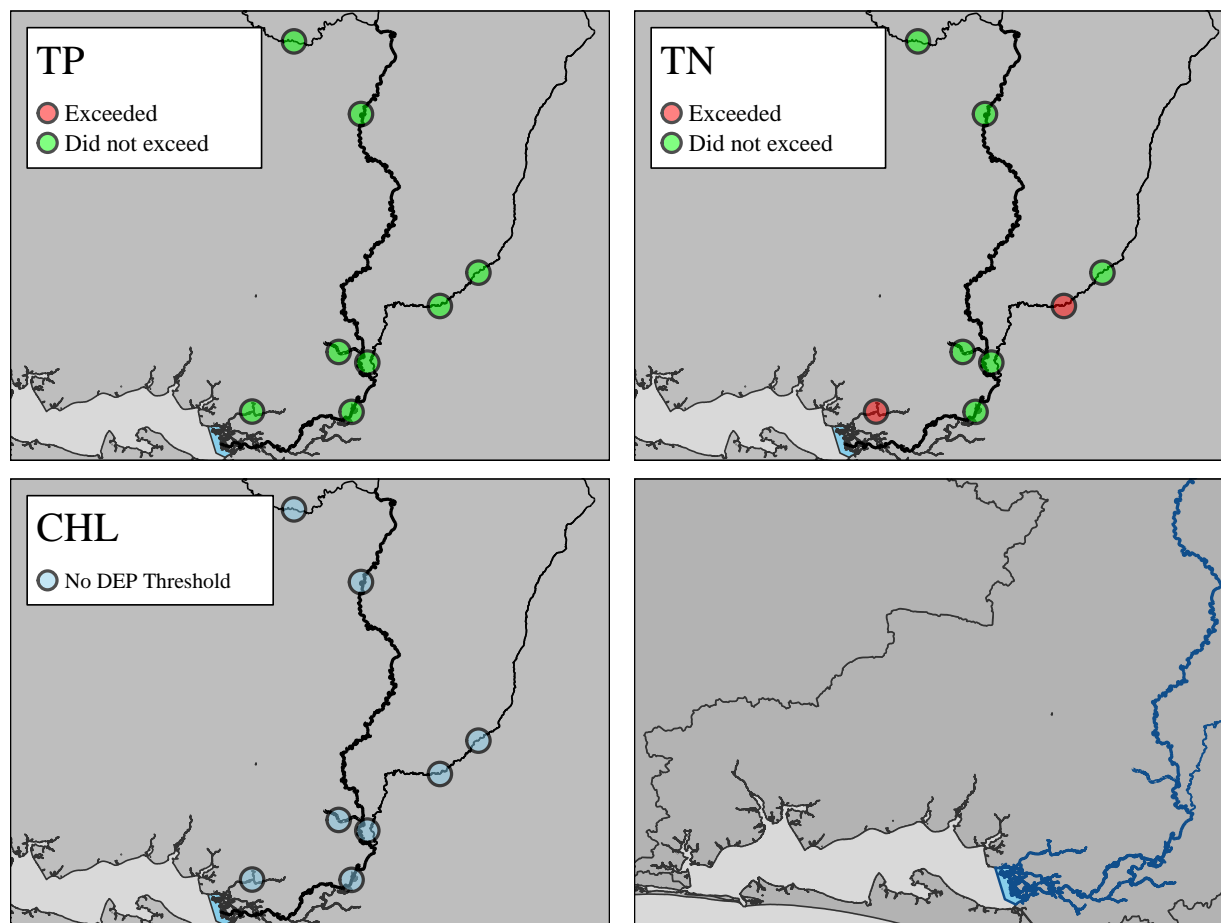 TP
Exceeded
Did not exceed
TN
Exceeded
Did not exceed
CHL
No DEP Threshold